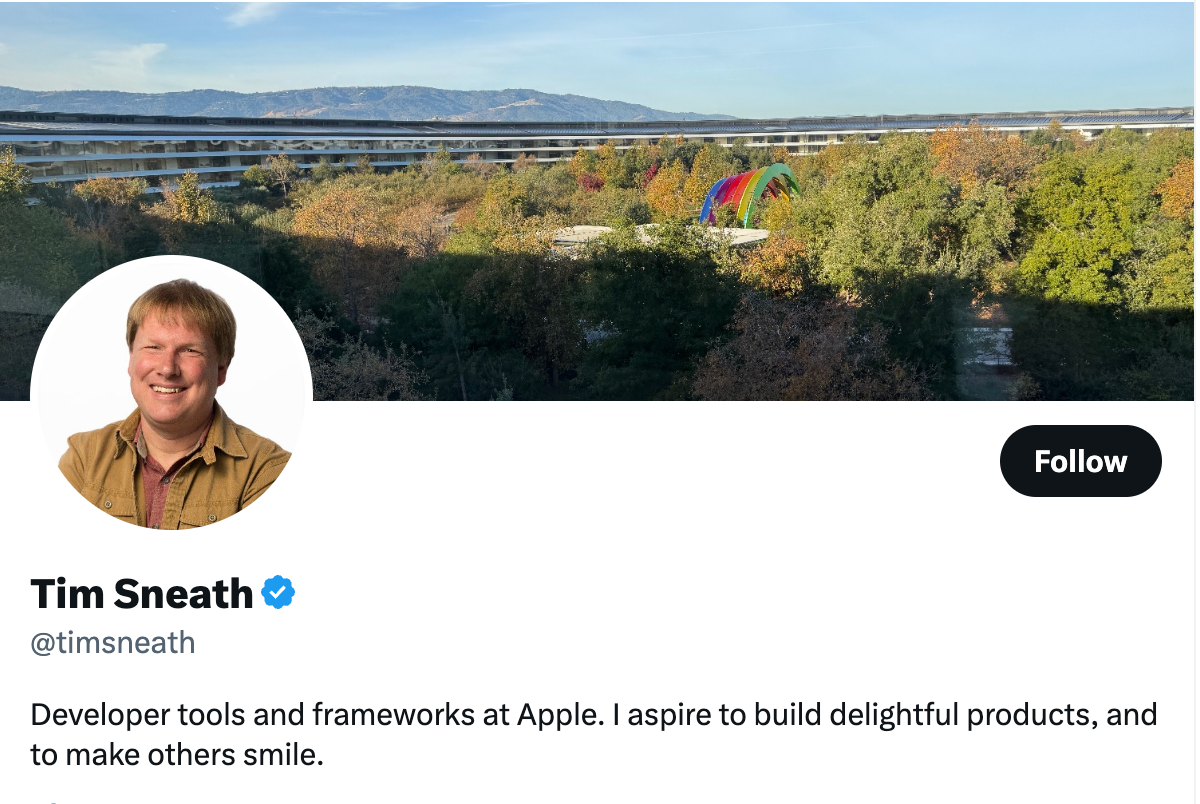 Follow
Tim Sneath
@timsneath
Developer tools and frameworks at Apple. I aspire to build delightful products, and
to make others smile.